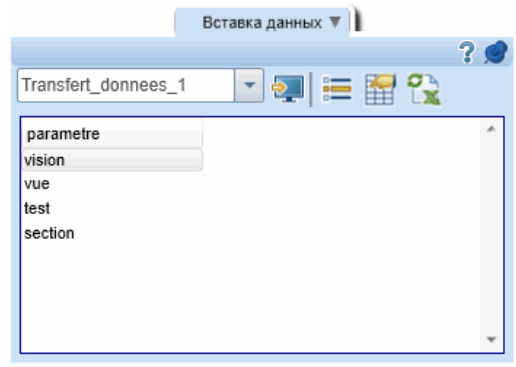 Вставка данных ▼
?
Transfert_donnees_1
parametre
vision
vue
test
section